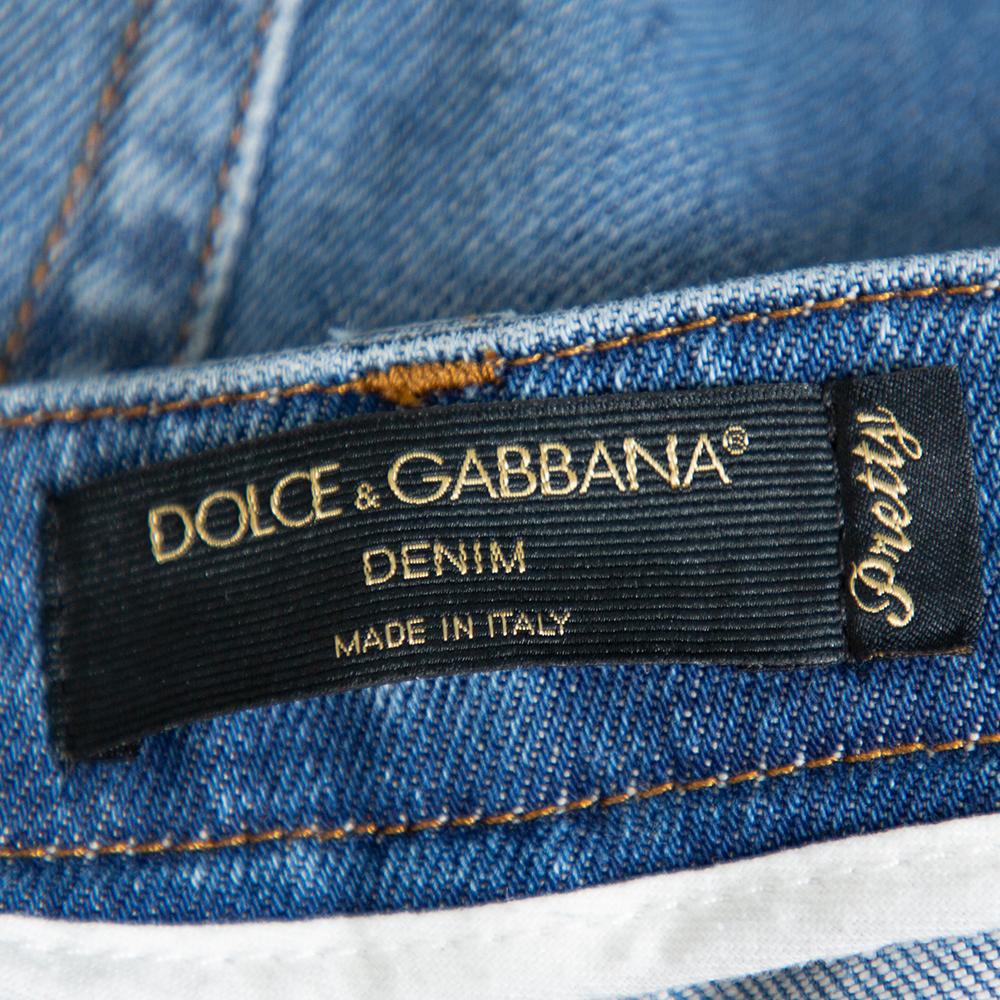 DOLCE & GABBANA®
DENIM
MADE IN ITALY
Pretty